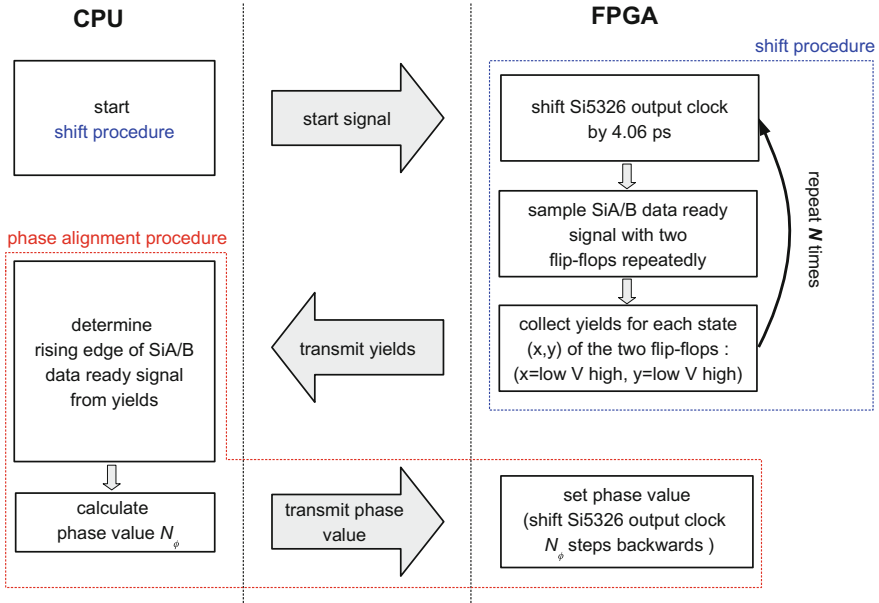 CPU
FPGA
start
shift procedure
start signal
shift procedure
shift Si5326 output clock
by 4.06 ps
sample SiA/B data ready
signal with two
flip-flops repeatedly
collect yields for each state
(x,y) of the two flip-flops :
(x=low V high, y=low V high)
repeat N times
phase alignment procedure
determine
rising edge of SiA/B
data ready signal
from yields
transmit yields
calculate
phase value Nϕ
transmit phase
value
set phase value
(shift Si5326 output clock
Nϕ steps backwards )